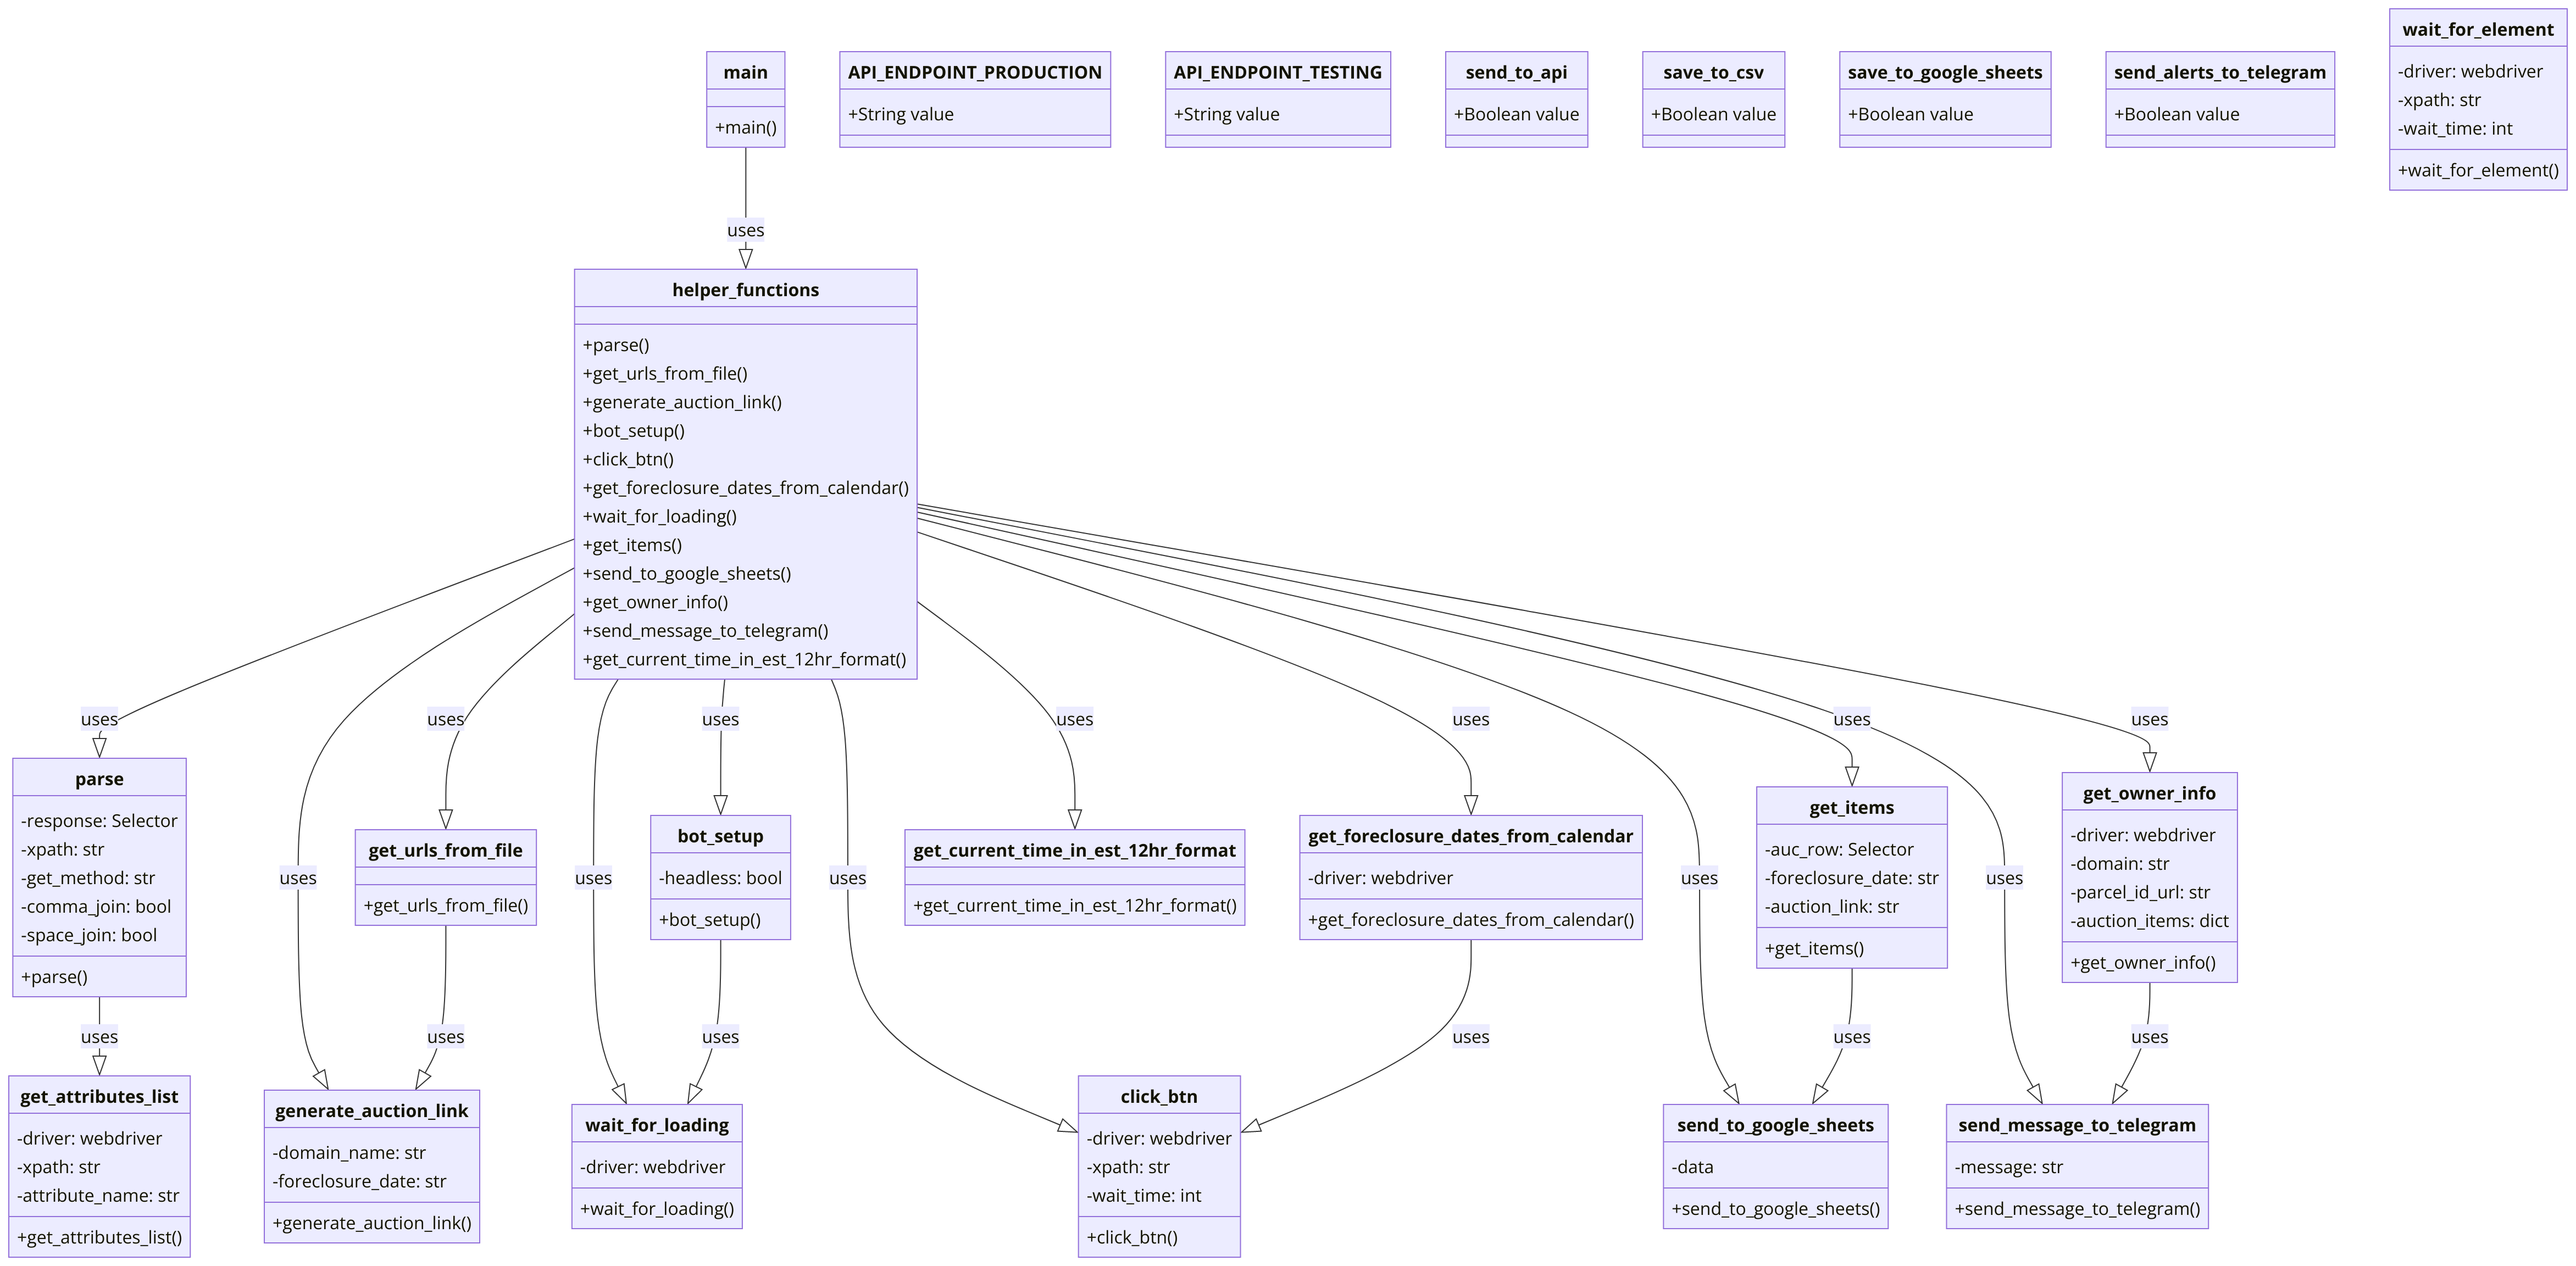 main
+main()
API_ENDPOINT_PRODUCTION
+String value
API_ENDPOINT_TESTING
+String value
send_to_api
+Boolean value
save_to_csv
+Boolean value
save_to_google_sheets
+Boolean value
send_alerts_to_telegram
+Boolean value
wait_for_element
-driver: webdriver
-xpath: str
-wait_time: int
+wait_for_element()
uses
helper_functions
+parse()
+get_urls_from_file()
+generate_auction_link()
+bot_setup()
+click_btn()
+get_foreclosure_dates_from_calendar()
+wait_for_loading()
+get_items()
+send_to_google_sheets()
+get_owner_info()
+send_message_to_telegram()
+get_current_time_in_est_12hr_format()
uses
uses
uses
uses
uses
uses
uses
parse
-response: Selector
-xpath: str
-get_method: str
-comma_join: bool
-space_join: bool
+parse()
uses
get_urls_from_file
+get_urls_from_file()
uses
bot_setup
-headless: bool
+bot_setup()
uses
get_current_time_in_est_12hr_format
+get_current_time_in_est_12hr_format()
get_foreclosure_dates_from_calendar
-driver: webdriver
+get_foreclosure_dates_from_calendar()
uses
get_items
-auc_row: Selector
-foreclosure_date: str
-auction_link: str
+get_items()
uses
get_owner_info
-driver: webdriver
-domain: str
-parcel_id_url: str
-auction_items: dict
+get_owner_info()
uses
uses
uses
uses
uses
uses
get_attributes_list
-driver: webdriver
-xpath: str
-attribute_name: str
+get_attributes_list()
generate_auction_link
-domain_name: str
-foreclosure_date: str
+generate_auction_link()
wait_for_loading
-driver: webdriver
+wait_for_loading()
click_btn
-driver: webdriver
-xpath: str
-wait_time: int
+click_btn()
send_to_google_sheets
-data
+send_to_google_sheets()
send_message_to_telegram
-message: str
+send_message_to_telegram()